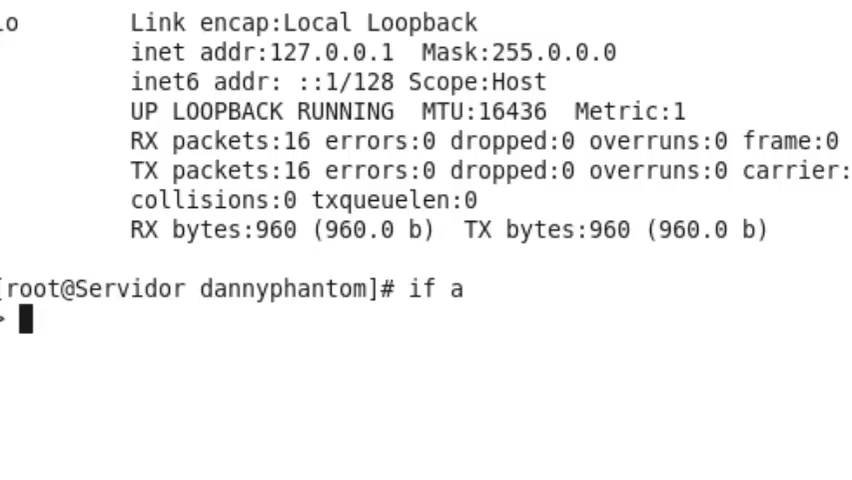 lo Link encap:Local Loopback
inet addr:127.0.0.1 Mask:255.0.0.0
inet6 addr: ::1/128 Scope:Host
UP LOOPBACK RUNNING MTU:16436 Metric:1
RX packets:16 errors:0 dropped:0 overruns:0 frame:0
TX packets:16 errors:0 dropped:0 overruns:0 carrier:
collisions:0 txqueuelen:0
RX bytes:960 (960.0 b) TX bytes:960 (960.0 b)
[root@Servidor dannyphantom]# if a
>